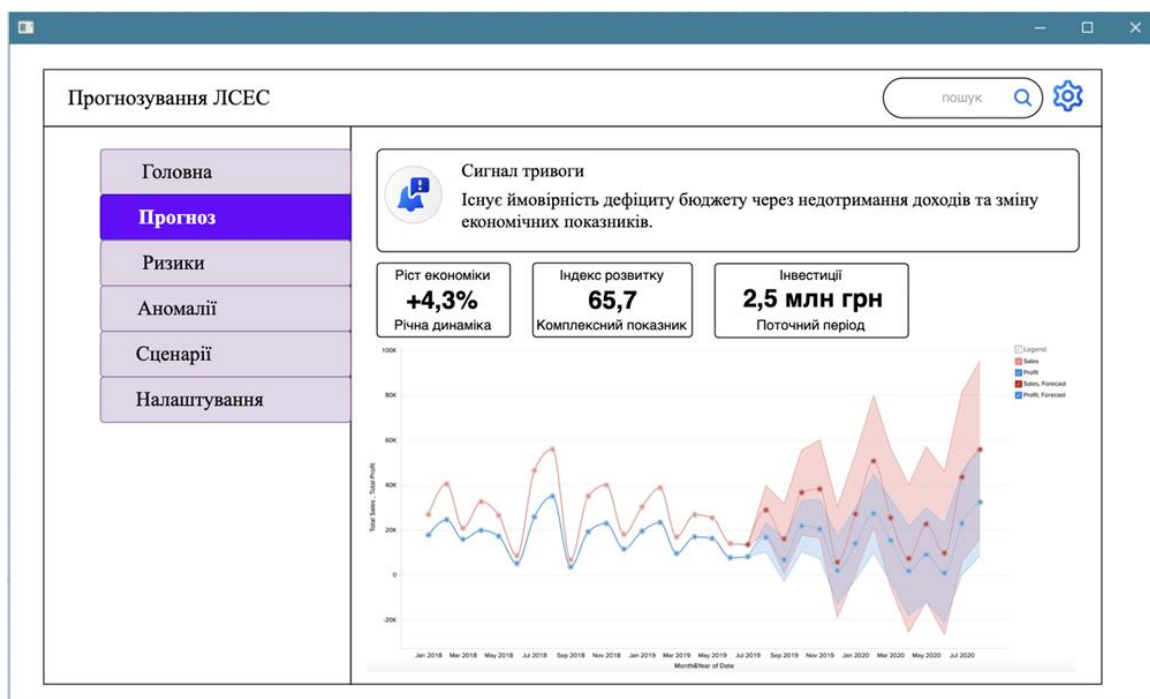 Прогнозування ЛСЕС
пошук
Головна
Прогноз
Ризики
Аномалії
Сценарії
Налаштування
Сигнал тривоги
Існує ймовірність дефіциту бюджету через недотримання доходів та зміну
економічних показників.
Ріст економіки
+4,3%
Річна динаміка
Індекс розвитку
65,7
Комплексний показник
Інвестиції
2,5 млн грн
Поточний період
Legend
Sales
Profit
Sales, Forecast
Profit, Forecast
Total Sales , Total Profit
100K
80K
60K
40K
20K
0
-20K
Jan 2018 Mar 2018 May 2018 Jul 2018 Sep 2018 Nov 2018 Jan 2019 Mar 2019 May 2019 Jul 2019 Sep 2019 Nov 2019 Jan 2020 Mar 2020 May 2020 Jul 2020
Month&Year of Date